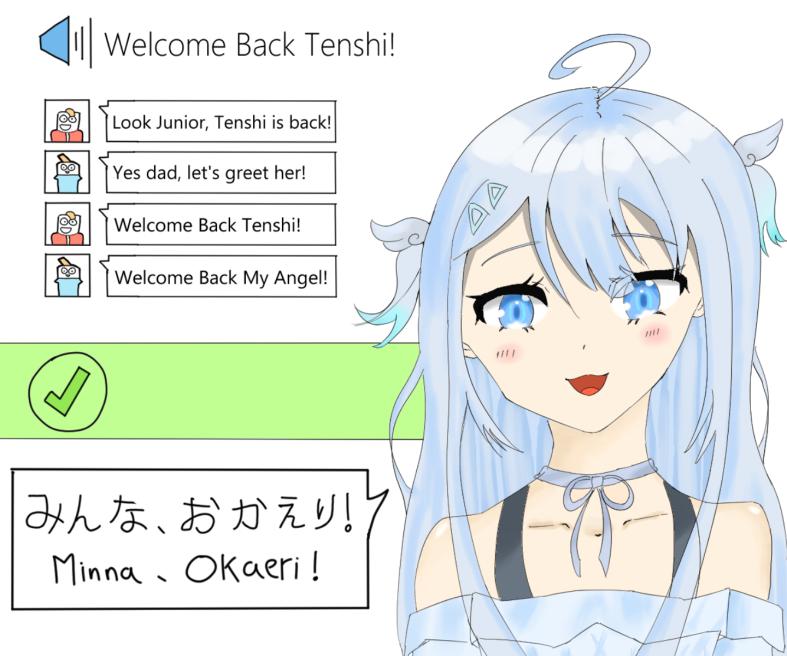 Welcome Back Tenshi!
Look Junior, Tenshi is back!
Yes dad, let's greet her!
Welcome Back Tenshi!
Welcome Back My Angel!
みんな、おかえり!
Minna、OKaeri!